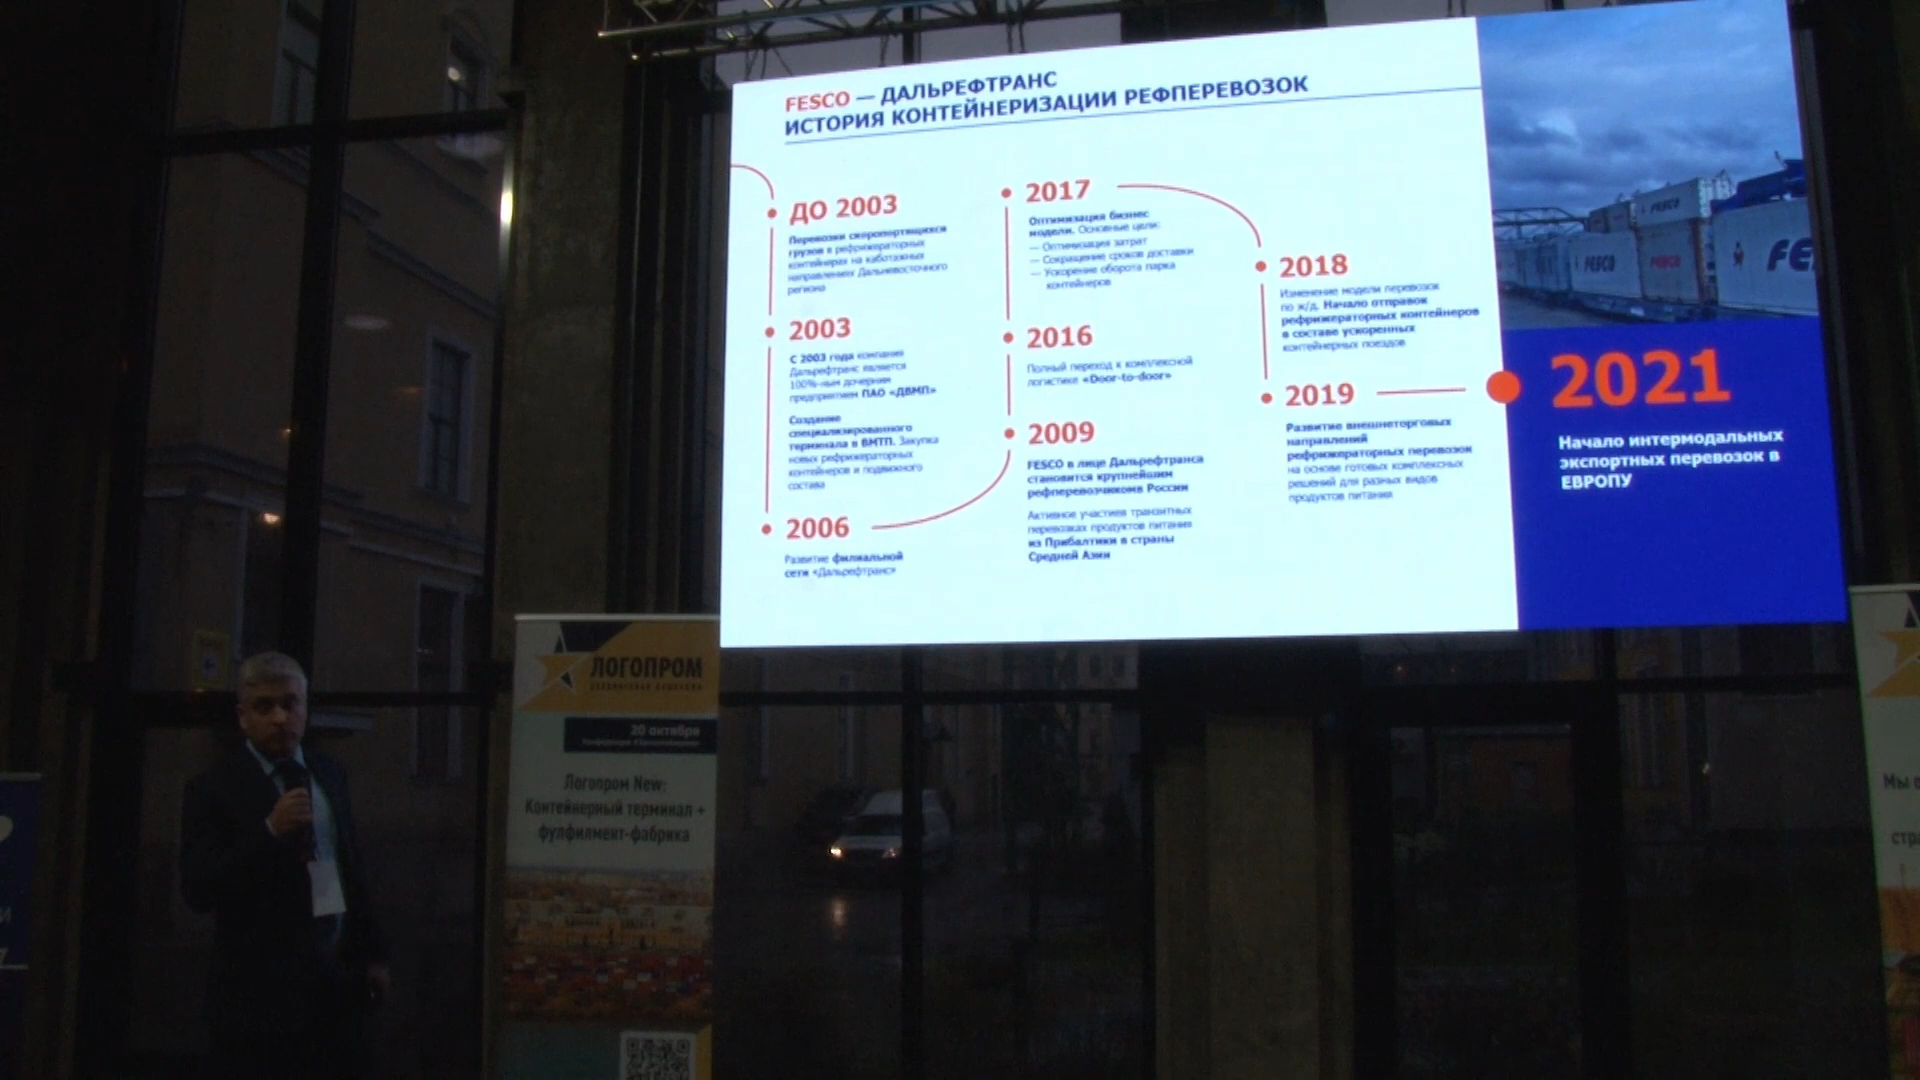 FESCO — ДАЛЬРЕФТРАНС
ИСТОРИЯ КОНТЕЙНЕРИЗАЦИИ РЕФПЕРЕВОЗОК
ДО 2003
Перевозки скоропортящихся
грузов в рефрижераторных
контейнерах на каботажных
направлениях Дальневосточного
региона
2003
С 2003 года компания
Дальрефтранс является
100%-ным дочерним
предприятием ПАО «ДВМП»
Создание
специализированного
терминала в ВМТП. Закупка
новых рефрижераторных
контейнеров и подвижного
состава
2006
Развитие филиальной
сети «Дальрефтранс»
2009
FESCO в лице Дальрефтранса
становится крупнейшим
рефперевозчиком в России
Активное участие в транзитных
перевозках продуктов питания
из Прибалтики в страны
Средней Азии
2016
Полный переход к комплексной
логистике «Door-to-door»
2017
Оптимизация бизнес
модели. Основные цели:
— Оптимизация затрат
— Сокращение сроков доставки
— Ускорение оборота парка
контейнеров
2018
Изменение модели перевозок
по ж/д. Начало отправок
рефрижераторных контейнеров
в составе ускоренных
контейнерных поездов
2019
Развитие внешнеторговых
направлений
рефрижераторных перевозок
на основе готовых комплексных
решений для разных видов
продуктов питания
FESCO
FESCO
FESCO
FE
2021
Начало интермодальных
экспортных перевозок в
ЕВРОПУ
ЛОГОПРОМ
20 октября
Логопром New:
Контейнерный терминал +
фулфилмент-фабрика
Мы
стр